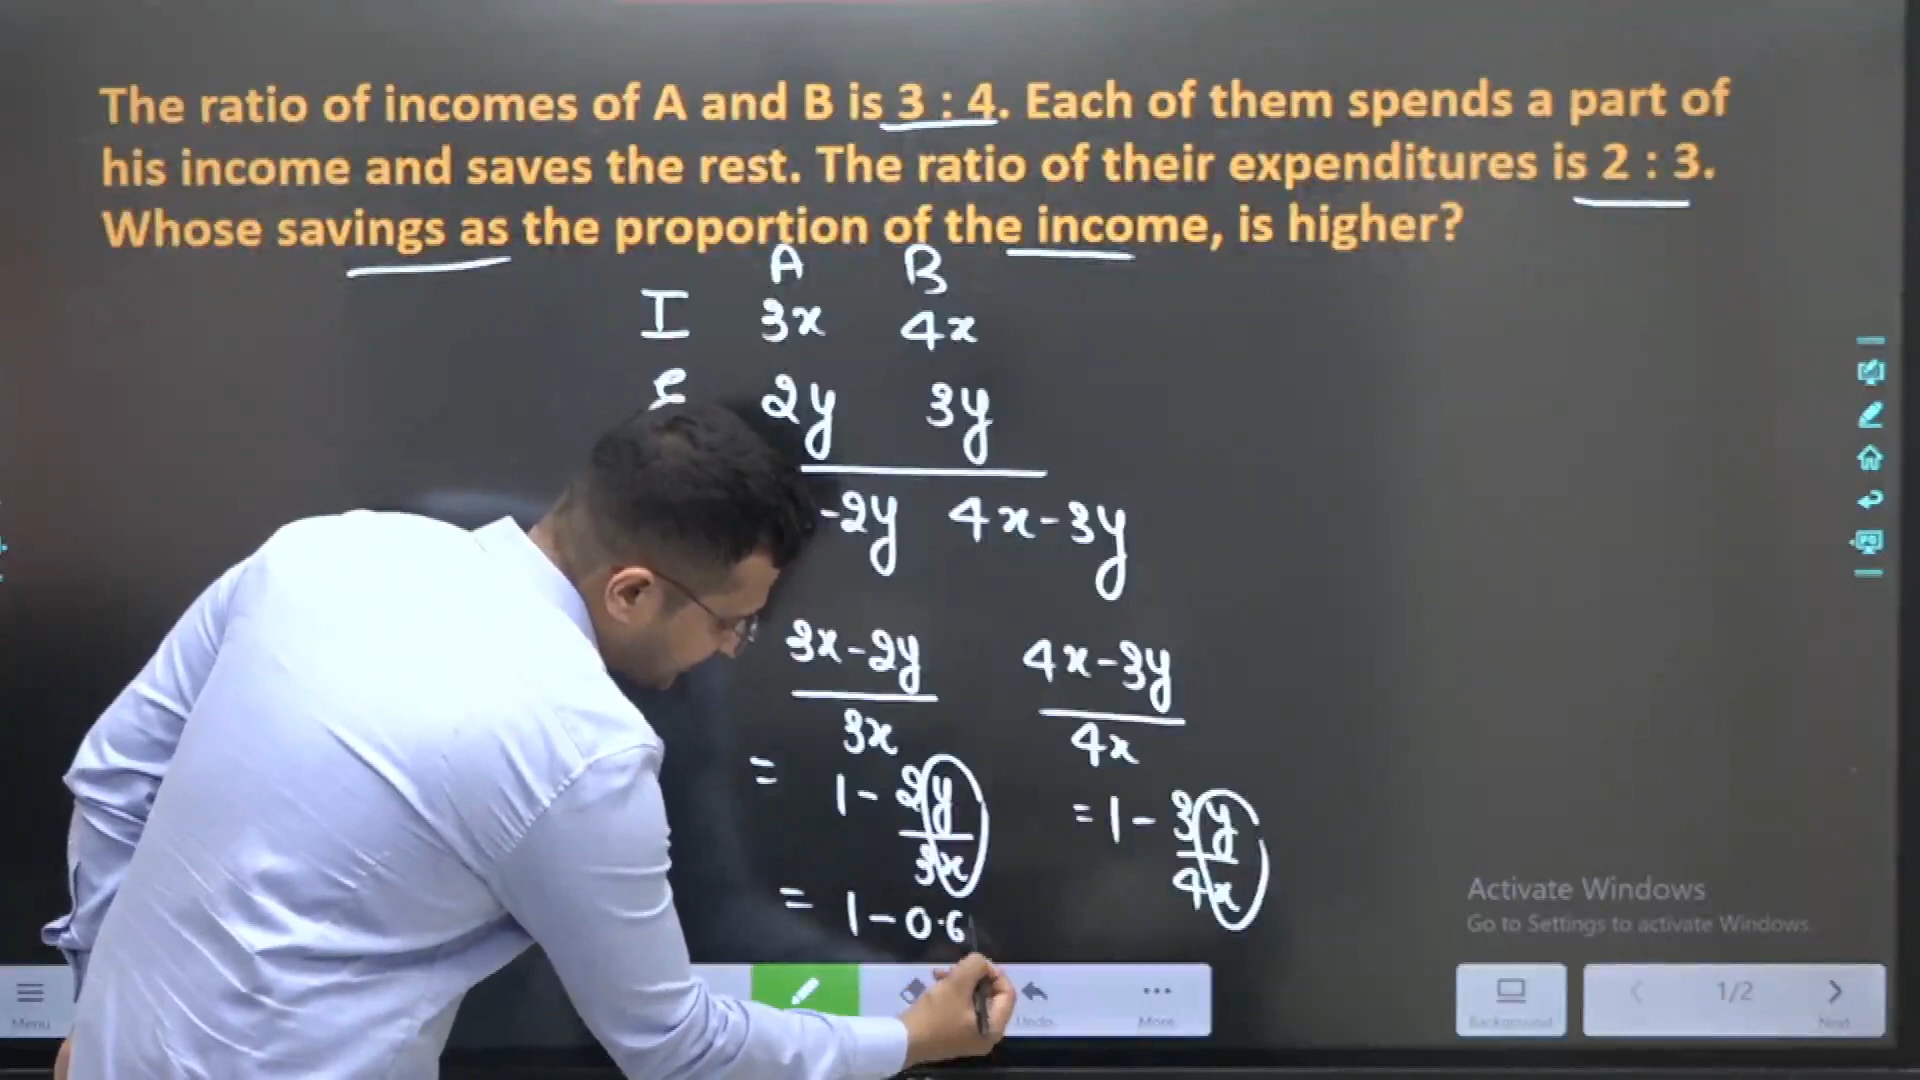 The ratio of incomes of A and B is 3 : 4. Each of them spends a part of
his income and saves the rest. The ratio of their expenditures is 2 : 3.
Whose savings as the proportion of the income, is higher?
A B
I 3x 4x
E 2y 3y
-2y 4x-3y
3x-2y 4x-3y
3x 4x
= 1- 2y = 1- 3y
3x 4x
= 1-0.6
Activate Windows
Go to Settings to activate Windows.
Menu Undo More Background 1/2 Next